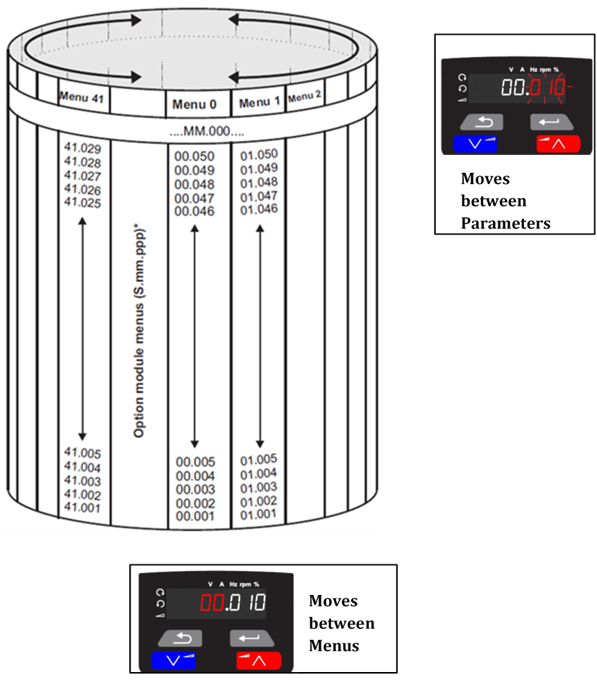 Menu 41
Menu 0
Menu 1
Menu 2
....MM.000....
41.029
41.028
41.027
41.026
41.025
00.050
00.049
00.048
00.047
00.046
01.050
01.049
01.048
01.047
01.046
Option module menus (S.mm.ppp)*
41.005
41.004
41.003
41.002
41.001
00.005
00.004
00.003
00.002
00.001
01.005
01.004
01.003
01.002
01.001
V A Hz rpm %
00.010
Moves
between
Parameters
V A Hz rpm %
00.010
Moves
between
Menus